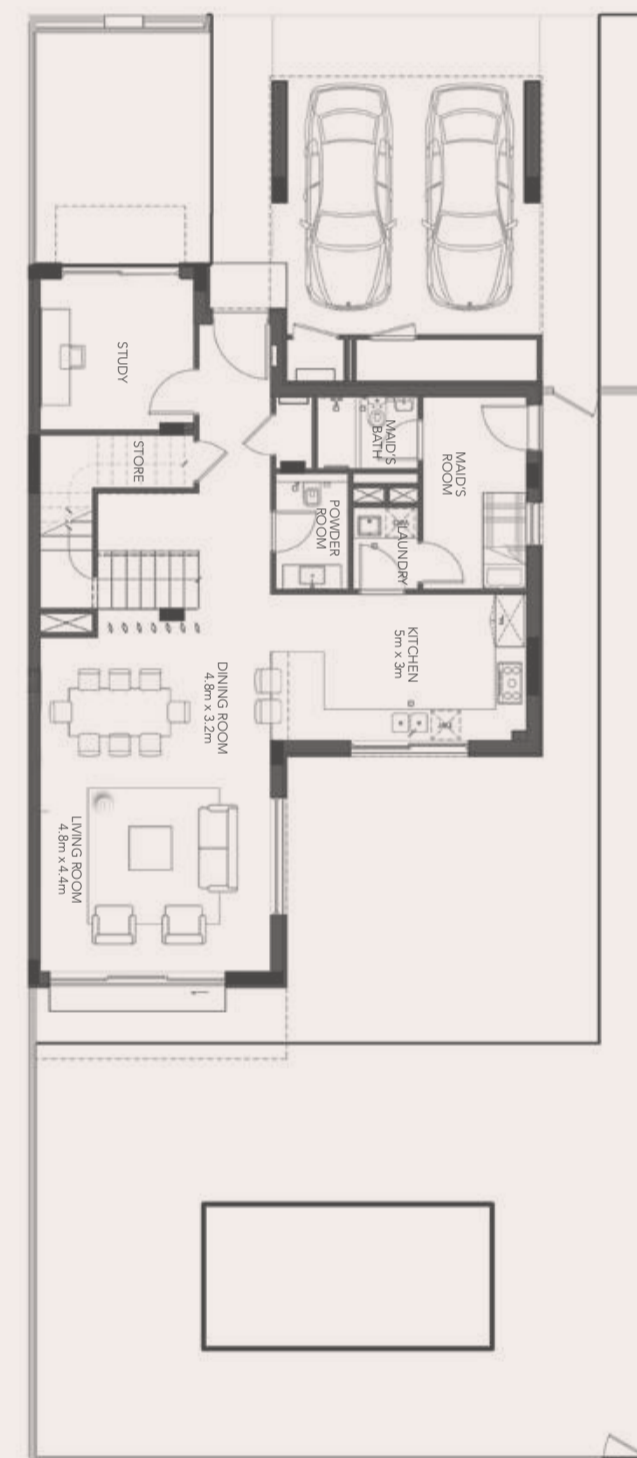 STUDY
STORE
MAID'S
BATH
MAID'S
ROOM
POWDER
ROOM
LAUNDRY
KITCHEN
5m x 3m
DINING ROOM
4.8m x 3.2m
LIVING ROOM
4.8m x 4.4m